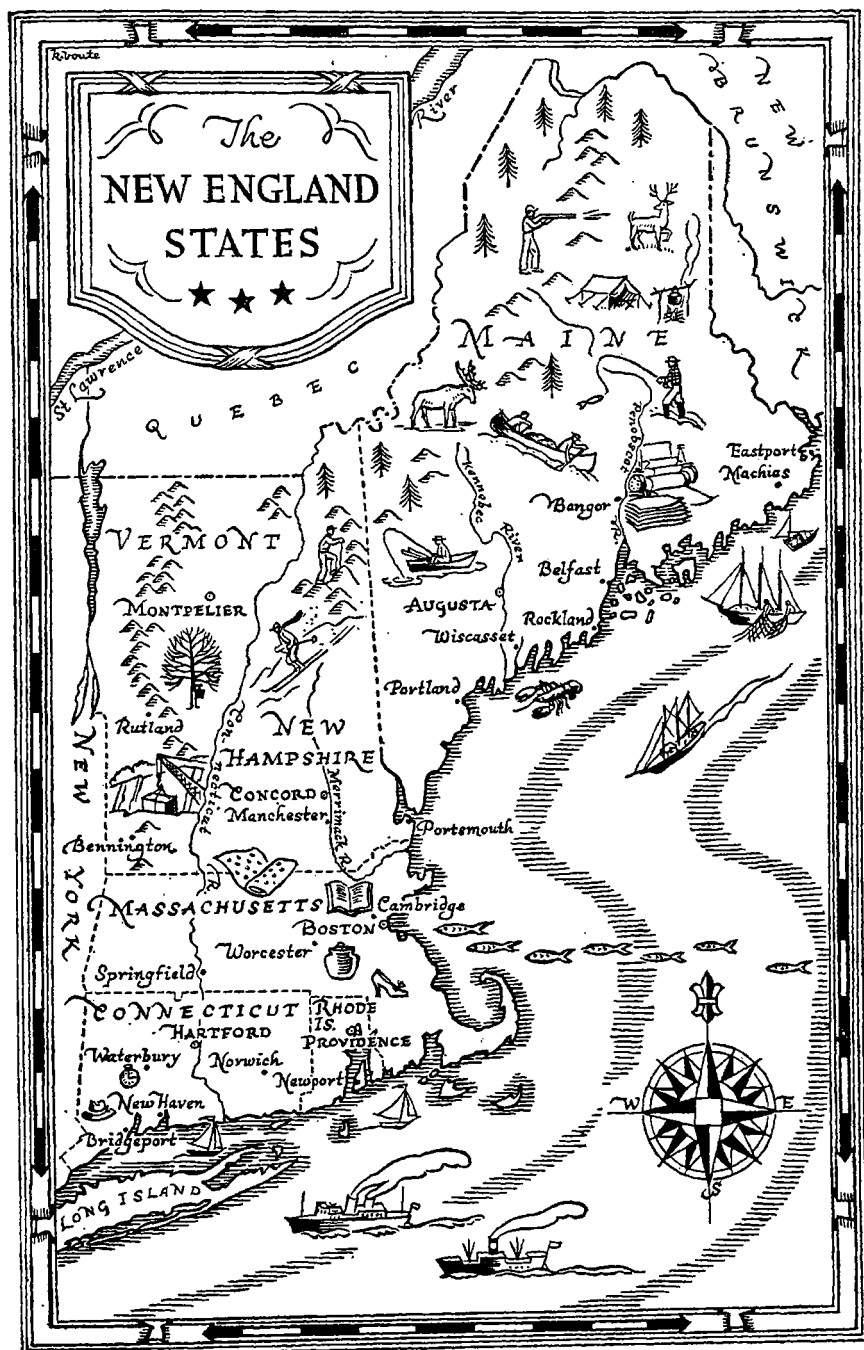 kivoute
The
NEW ENGLAND
STATES
River
NEW
BRUNSWICK
St Lawrence
QUEBEC
MAINE
Penobscot R.
Eastport
Machias
Kennebec
River
Bangor
VERMONT
Belfast
MONTPELIER
AUGUSTA
Rockland
Wiscasset
Portland
Rutland
Connecticut
R.
NEW
HAMPSHIRE
NEW YORK
CONCORD
Manchester
Merrimack R.
Portsmouth
Bennington
MASSACHUSETTS
Cambridge
BOSTON
Worcester
Springfield
CONNECTICUT
RHODE
IS.
HARTFORD
PROVIDENCE
Waterbury
Norwich
Newport
New Haven
Bridgeport
LONG ISLAND
W
E
S